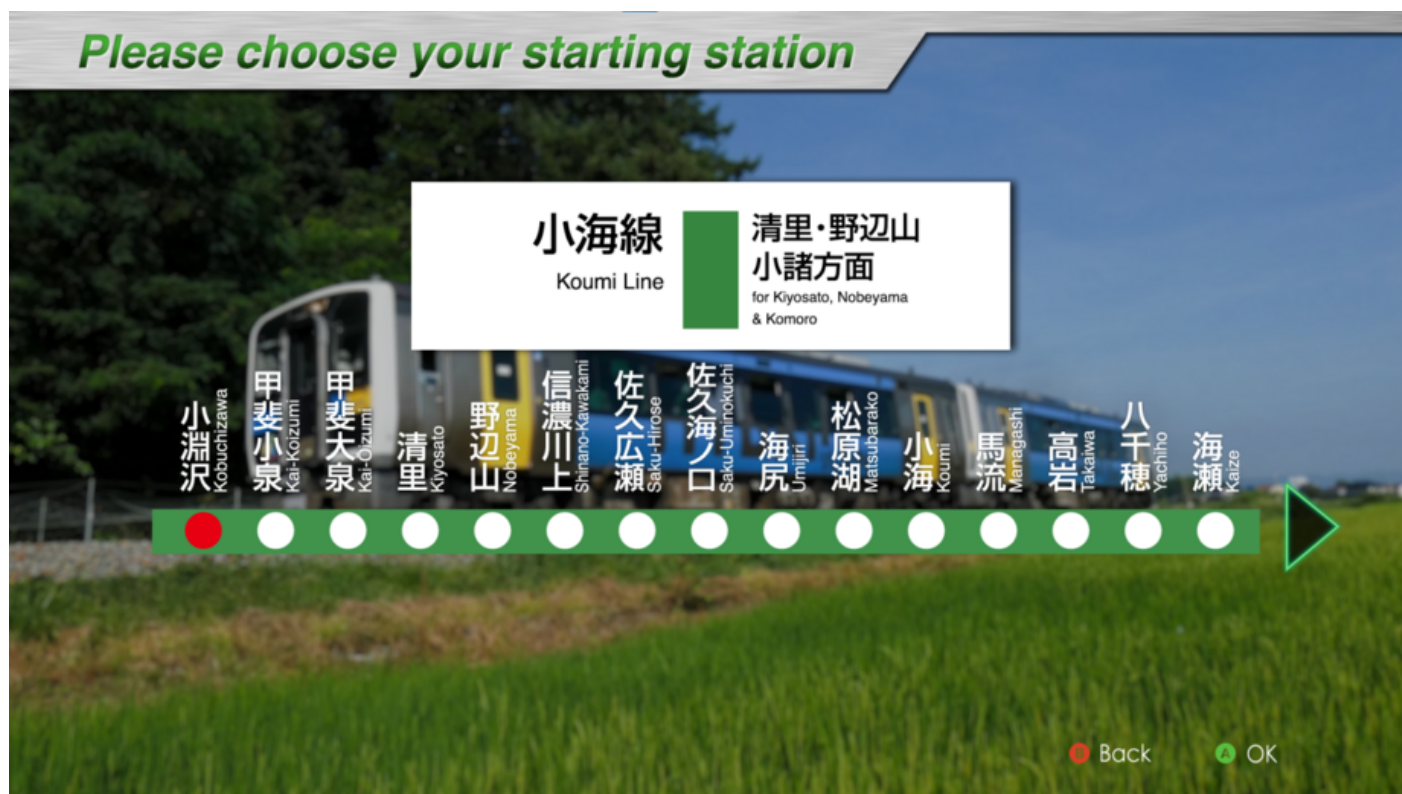 Please choose your starting station
小海線
Koumi Line
清里・野辺山
小諸方面
for Kiyosato, Nobeyama
& Komoro
小淵沢
Kobuchizawa
甲斐小泉
Kai-Koizumi
甲斐大泉
Kai-Oizumi
清里
Kiyosato
野辺山
Nobeyama
信濃川上
Shinano-Kawakami
佐久広瀬
Saku-Hirose
佐久海ノ口
Saku-Uminokuchi
海尻
Umijiri
松原湖
Matsubarako
小海
Koumi
馬流
Managashi
高岩
Takaiwa
八千穂
Yachiho
海瀬
Kaize
B Back
A OK